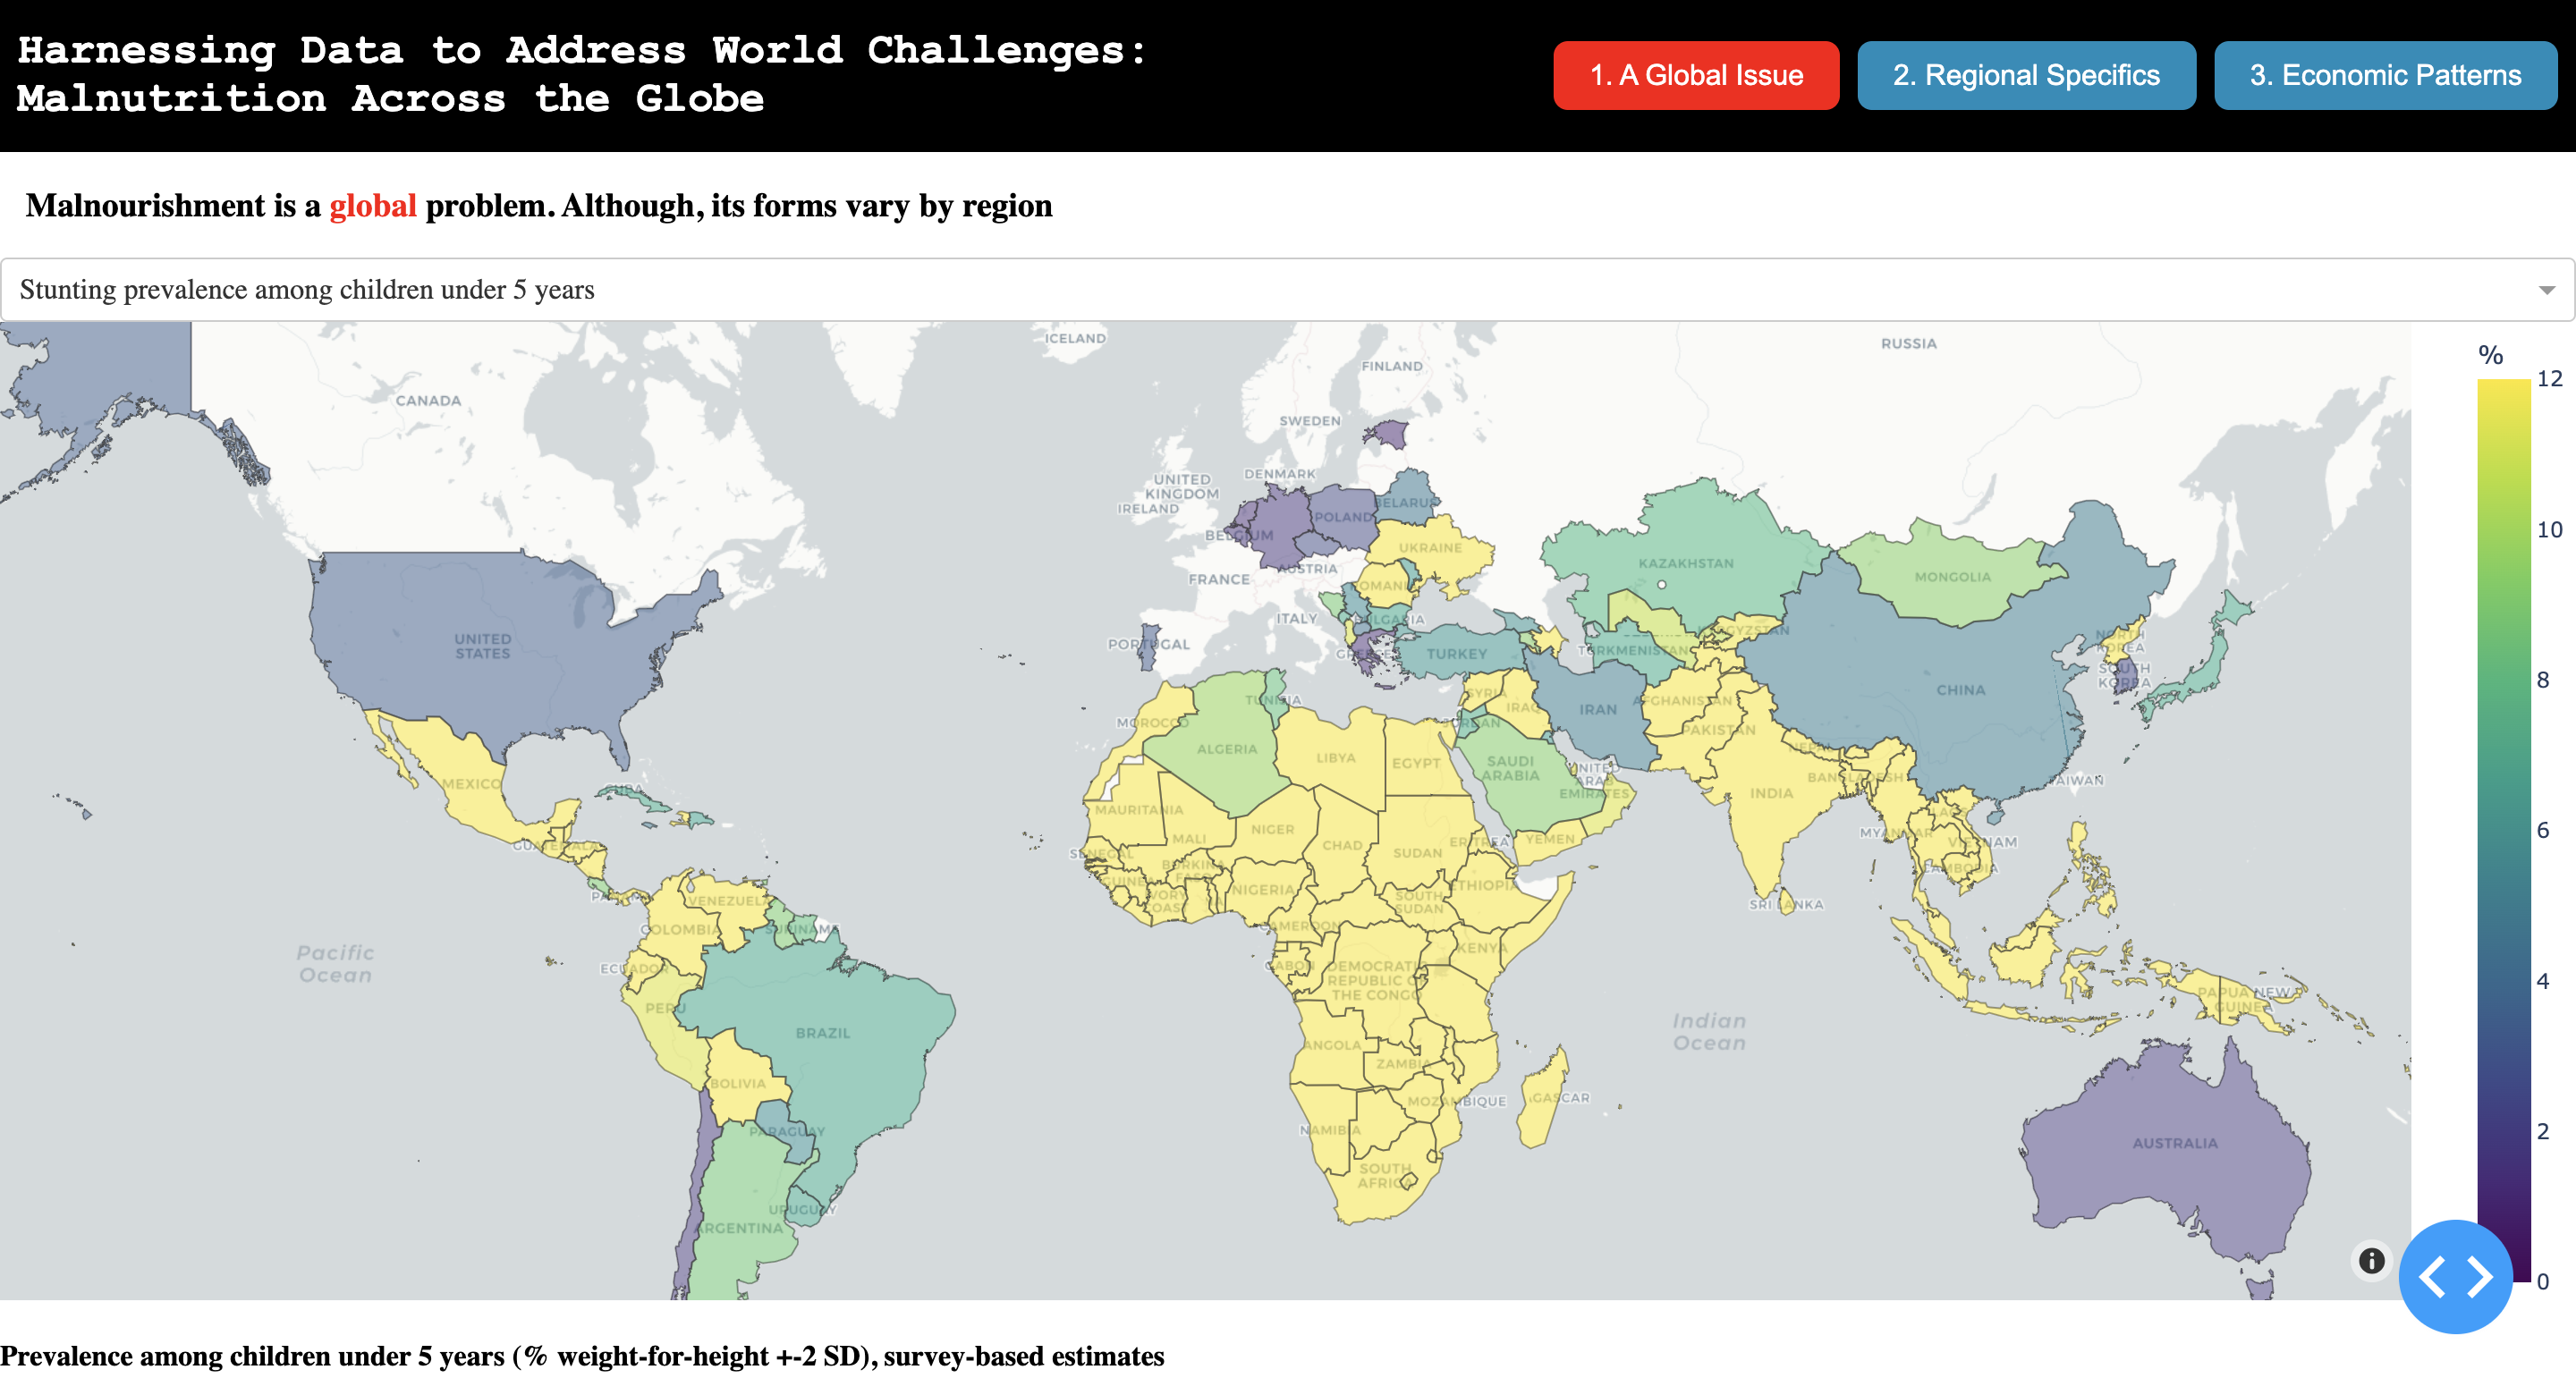 Harnessing Data to Address World Challenges:
Malnutrition Across the Globe
1. A Global Issue
2. Regional Specifics
3. Economic Patterns
Malnourishment is a global problem. Although, its forms vary by region
Stunting prevalence among children under 5 years
ICELAND
RUSSIA
FINLAND
CANADA
SWEDEN
DENMARK
UNITED
KINGDOM
IRELAND
BELARUS
POLAND
BELGIUM
UKRAINE
AUSTRIA
FRANCE
KAZAKHSTAN
MONGOLIA
ITALY
BULGARIA
PORTUGAL
GREECE
TURKEY
TURKMENISTAN
UNITED
STATES
NORTH
KOREA
SOUTH
KOREA
CHINA
SYRIA
IRAQ
IRAN
AFGHANISTAN
PAKISTAN
TUNISIA
MOROCCO
JORDAN
ALGERIA
LIBYA
EGYPT
SAUDI
ARABIA
UNITED
ARAB
EMIRATES
NEPAL
BANGLADESH
INDIA
TAIWAN
MEXICO
CUBA
GUATEMALA
MAURITANIA
MALI
NIGER
CHAD
SUDAN
ERITREA
YEMEN
MYANMAR
LAOS
VIETNAM
CAMBODIA
SENEGAL
BURKINA
FASO
GUINEA
IVORY
COAST
NIGERIA
ETHIOPIA
SOUTH
SUDAN
SRI LANKA
VENEZUELA
COLOMBIA
SURINAME
CAMEROON
KENYA
ECUADOR
GABON
DEMOCRATIC
REPUBLIC OF
THE CONGO
Pacific
Ocean
PERU
BRAZIL
PAPUA NEW
GUINEA
Indian
Ocean
ANGOLA
ZAMBIA
BOLIVIA
MOZAMBIQUE
PARAGUAY
NAMIBIA
AUSTRALIA
SOUTH
AFRICA
URUGUAY
ARGENTINA
%
12
10
8
6
4
2
0
Prevalence among children under 5 years (% weight-for-height +-2 SD), survey-based estimates